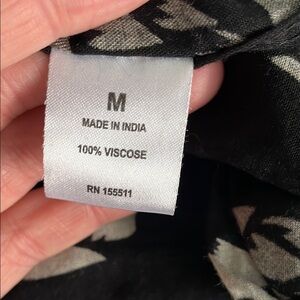 M
MADE IN INDIA
100% VISCOSE
RN 155511